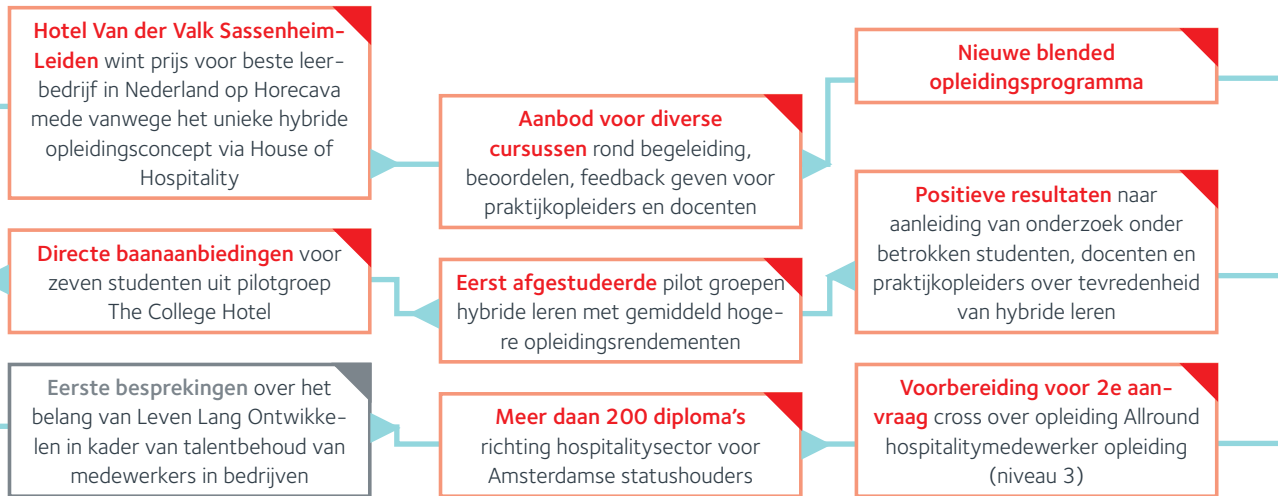 Hotel Van der Valk Sassenheim-
Leiden wint prijs voor beste leer-
bedrijf in Nederland op Horecava
mede vanwege het unieke hybride
opleidingsconcept via House of
Hospitality
Aanbod voor diverse
cursussen rond begeleiding,
beoordelen, feedback geven voor
praktijkopleiders en docenten
Nieuwe blended
opleidingsprogramma
Directe baanaanbiedingen voor
zeven studenten uit pilotgroep
The College Hotel
Eerst afgestudeerde pilot groepen
hybride leren met gemiddeld hoge-
re opleidingsrendementen
Positieve resultaten naar
aanleiding van onderzoek onder
betrokken studenten, docenten en
praktijkopleiders over tevredenheid
van hybride leren
Eerste besprekingen over het
belang van Leven Lang Ontwikke-
len in kader van talentbehoud van
medewerkers in bedrijven
Meer daan 200 diploma's
richting hospitalitysector voor
Amsterdamse statushouders
Voorbereiding voor 2e aan-
vraag cross over opleiding Allround
hospitalitymedewerker opleiding
(niveau 3)